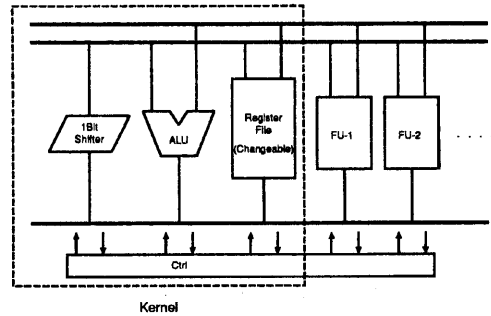 1Bit
Shifter
ALU
Register
File
(Changeable)
FU-1
FU-2
. . .
Ctrl
Kernel